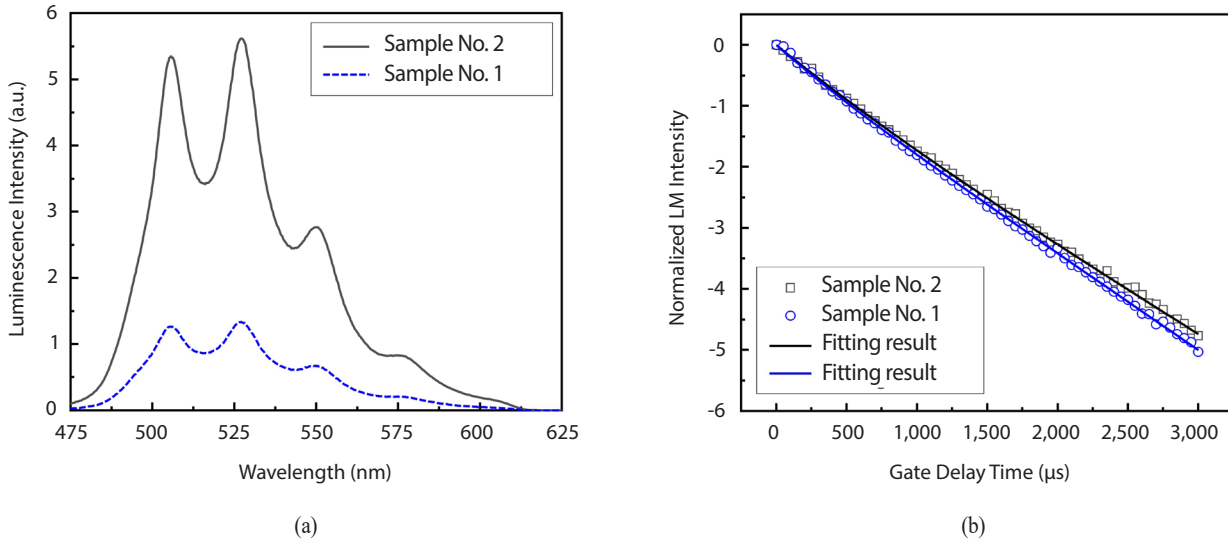 6
5
4
3
2
1
0
Luminescence Intensity (a.u.)
Sample No. 2
Sample No. 1
475 500 525 550 575 600 625
Wavelength (nm)
(a)
0
-1
-2
-3
-4
-5
-6
Normalized LM Intensity
Sample No. 2
Sample No. 1
Fitting result
Fitting result
0 500 1,000 1,500 2,000 2,500 3,000
Gate Delay Time (µs)
(b)